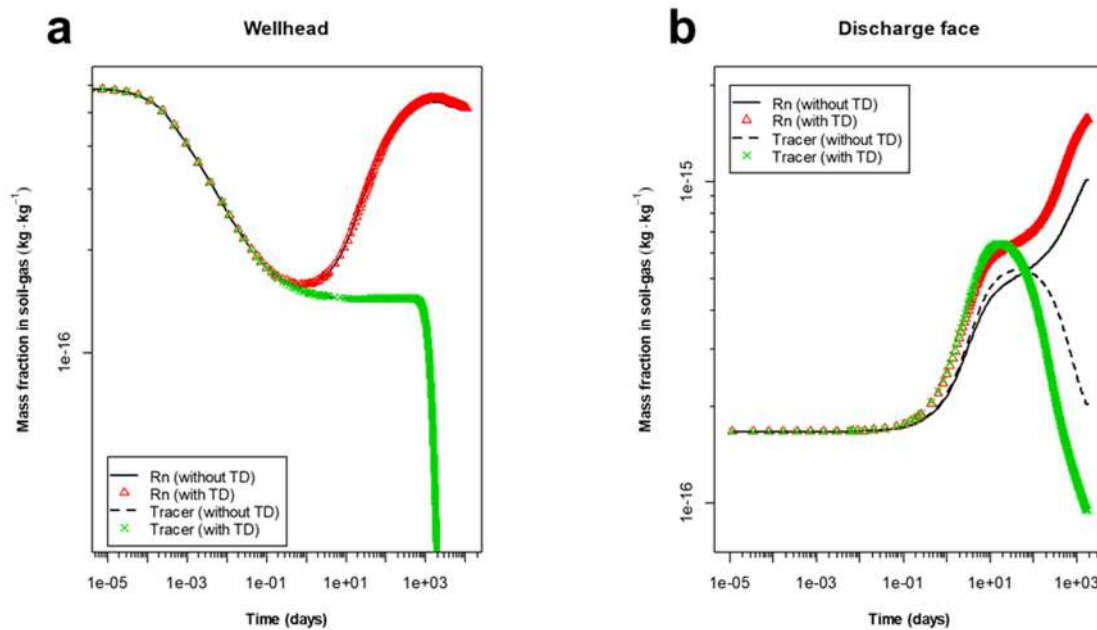 a
Wellhead
Mass fraction in soil-gas (kg · kg⁻¹)
1e-16
Rn (without TD)
Rn (with TD)
Tracer (without TD)
Tracer (with TD)
1e-05
1e-03
1e-01
1e+01
1e+03
Time (days)
b
Discharge face
Mass fraction in soil-gas (kg · kg⁻¹)
1e-15
1e-16
Rn (without TD)
Rn (with TD)
Tracer (without TD)
Tracer (with TD)
1e-05
1e-03
1e-01
1e+01
1e+03
Time (days)